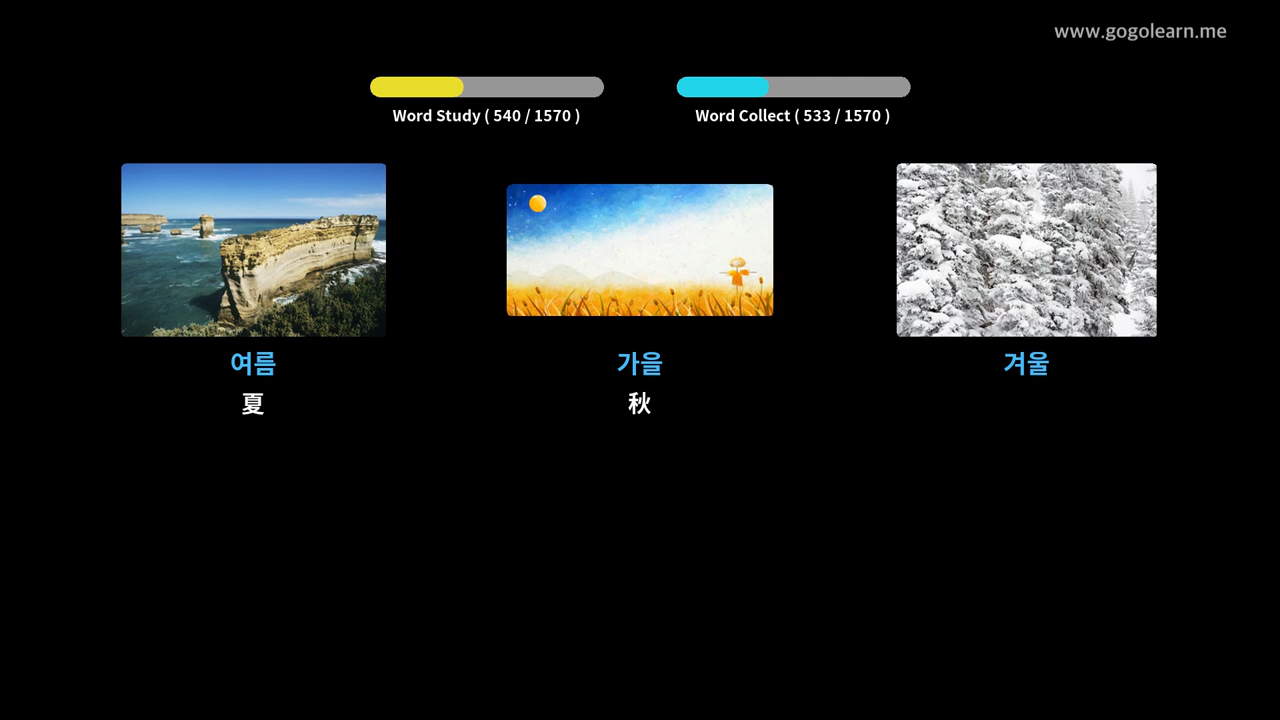 www.gogolearn.me
Word Study ( 540 / 1570 )
Word Collect ( 533 / 1570 )
여름
가을
겨울
夏
秋